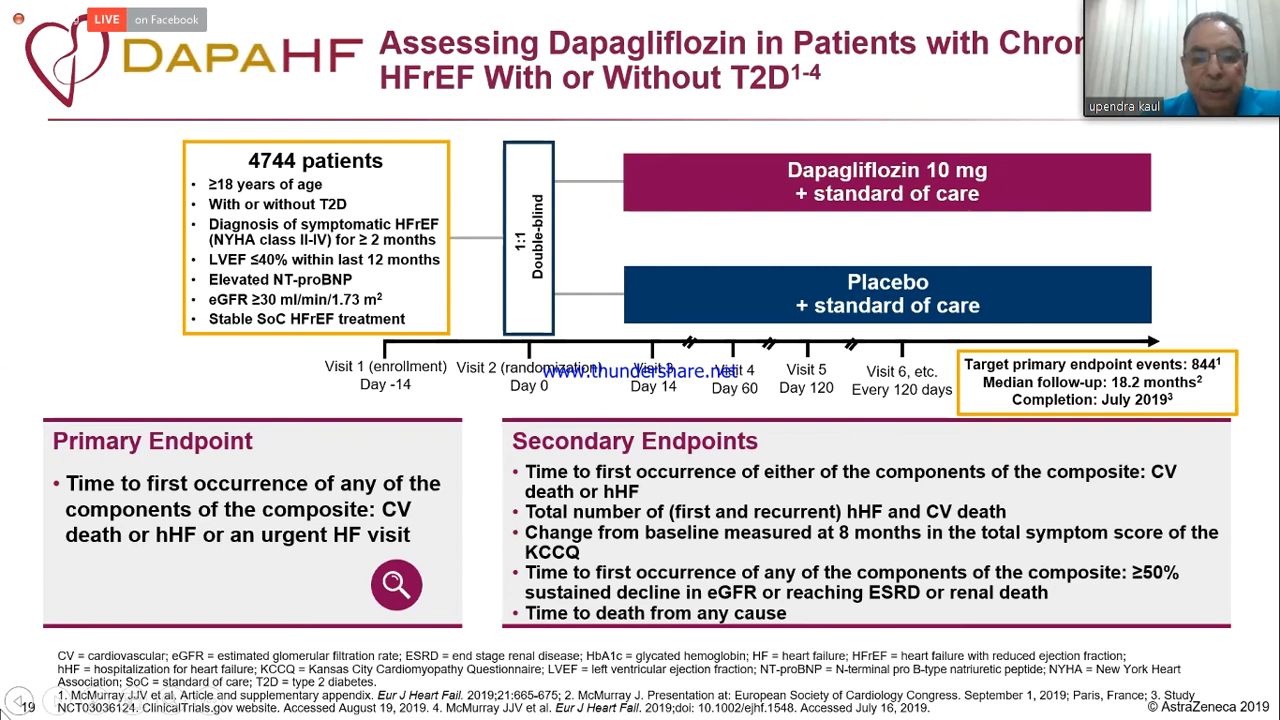 LIVE on Facebook
DAPAHF
Assessing Dapagliflozin in Patients with Chron
HFrEF With or Without T2D1-4
upendra kaul
4744 patients
• ≥18 years of age
• With or without T2D
• Diagnosis of symptomatic HFrEF
(NYHA class II-IV) for ≥ 2 months
• LVEF ≤40% within last 12 months
• Elevated NT-proBNP
• eGFR ≥30 ml/min/1.73 m2
• Stable SoC HFrEF treatment
1:1
Double-blind
Dapagliflozin 10 mg
+ standard of care
Placebo
+ standard of care
Visit 1 (enrollment)
Day -14
Visit 2 (randomization)
Day 0
Visit 3
Day 14
Visit 4
Day 60
Visit 5
Day 120
Visit 6, etc.
Every 120 days
www.thundershare.net
Target primary endpoint events: 8441
Median follow-up: 18.2 months2
Completion: July 20193
Primary Endpoint
• Time to first occurrence of any of the
components of the composite: CV
death or hHF or an urgent HF visit
Secondary Endpoints
• Time to first occurrence of either of the components of the composite: CV
death or hHF
• Total number of (first and recurrent) hHF and CV death
• Change from baseline measured at 8 months in the total symptom score of the
KCCQ
• Time to first occurrence of any of the components of the composite: ≥50%
sustained decline in eGFR or reaching ESRD or renal death
• Time to death from any cause
CV = cardiovascular; eGFR = estimated glomerular filtration rate; ESRD = end stage renal disease; HbA1c = glycated hemoglobin; HF = heart failure; HFrEF = heart failure with reduced ejection fraction;
hHF = hospitalization for heart failure; KCCQ = Kansas City Cardiomyopathy Questionnaire; LVEF = left ventricular ejection fraction; NT-proBNP = N-terminal pro B-type natriuretic peptide; NYHA = New York Heart
Association; SoC = standard of care; T2D = type 2 diabetes.
1. McMurray JJV et al. Article and supplementary appendix. Eur J Heart Fail. 2019;21:665-675; 2. McMurray J. Presentation at: European Society of Cardiology Congress. September 1, 2019; Paris, France; 3. Study
NCT03036124. ClinicalTrials.gov website. Accessed August 19, 2019. 4. McMurray JJV et al. Eur J Heart Fail. 2019;doi: 10.1002/ejhf.1548. Accessed July 16, 2019.
19
© AstraZeneca 2019